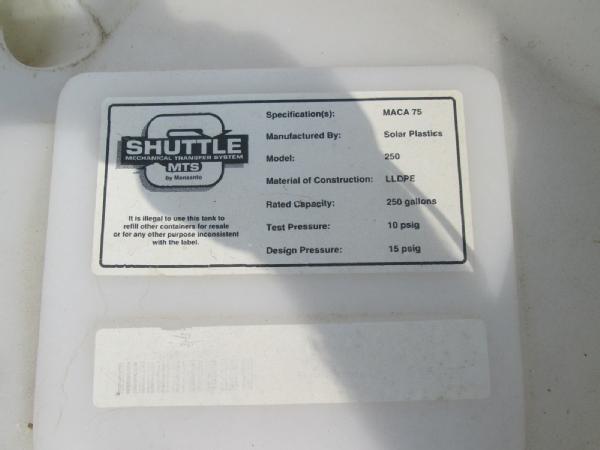 SHUTTLE
MECHANICAL TRANSFER SYSTEM
MTS
by Monsanto
It is illegal to use this tank to
refill other containers for resale
or for any other purpose inconsistent
with the label.
Specification(s): MACA 75
Manufactured By: Solar Plastics
Model: 250
Material of Construction: LLDPE
Rated Capacity: 250 gallons
Test Pressure: 10 psig
Design Pressure: 15 psig